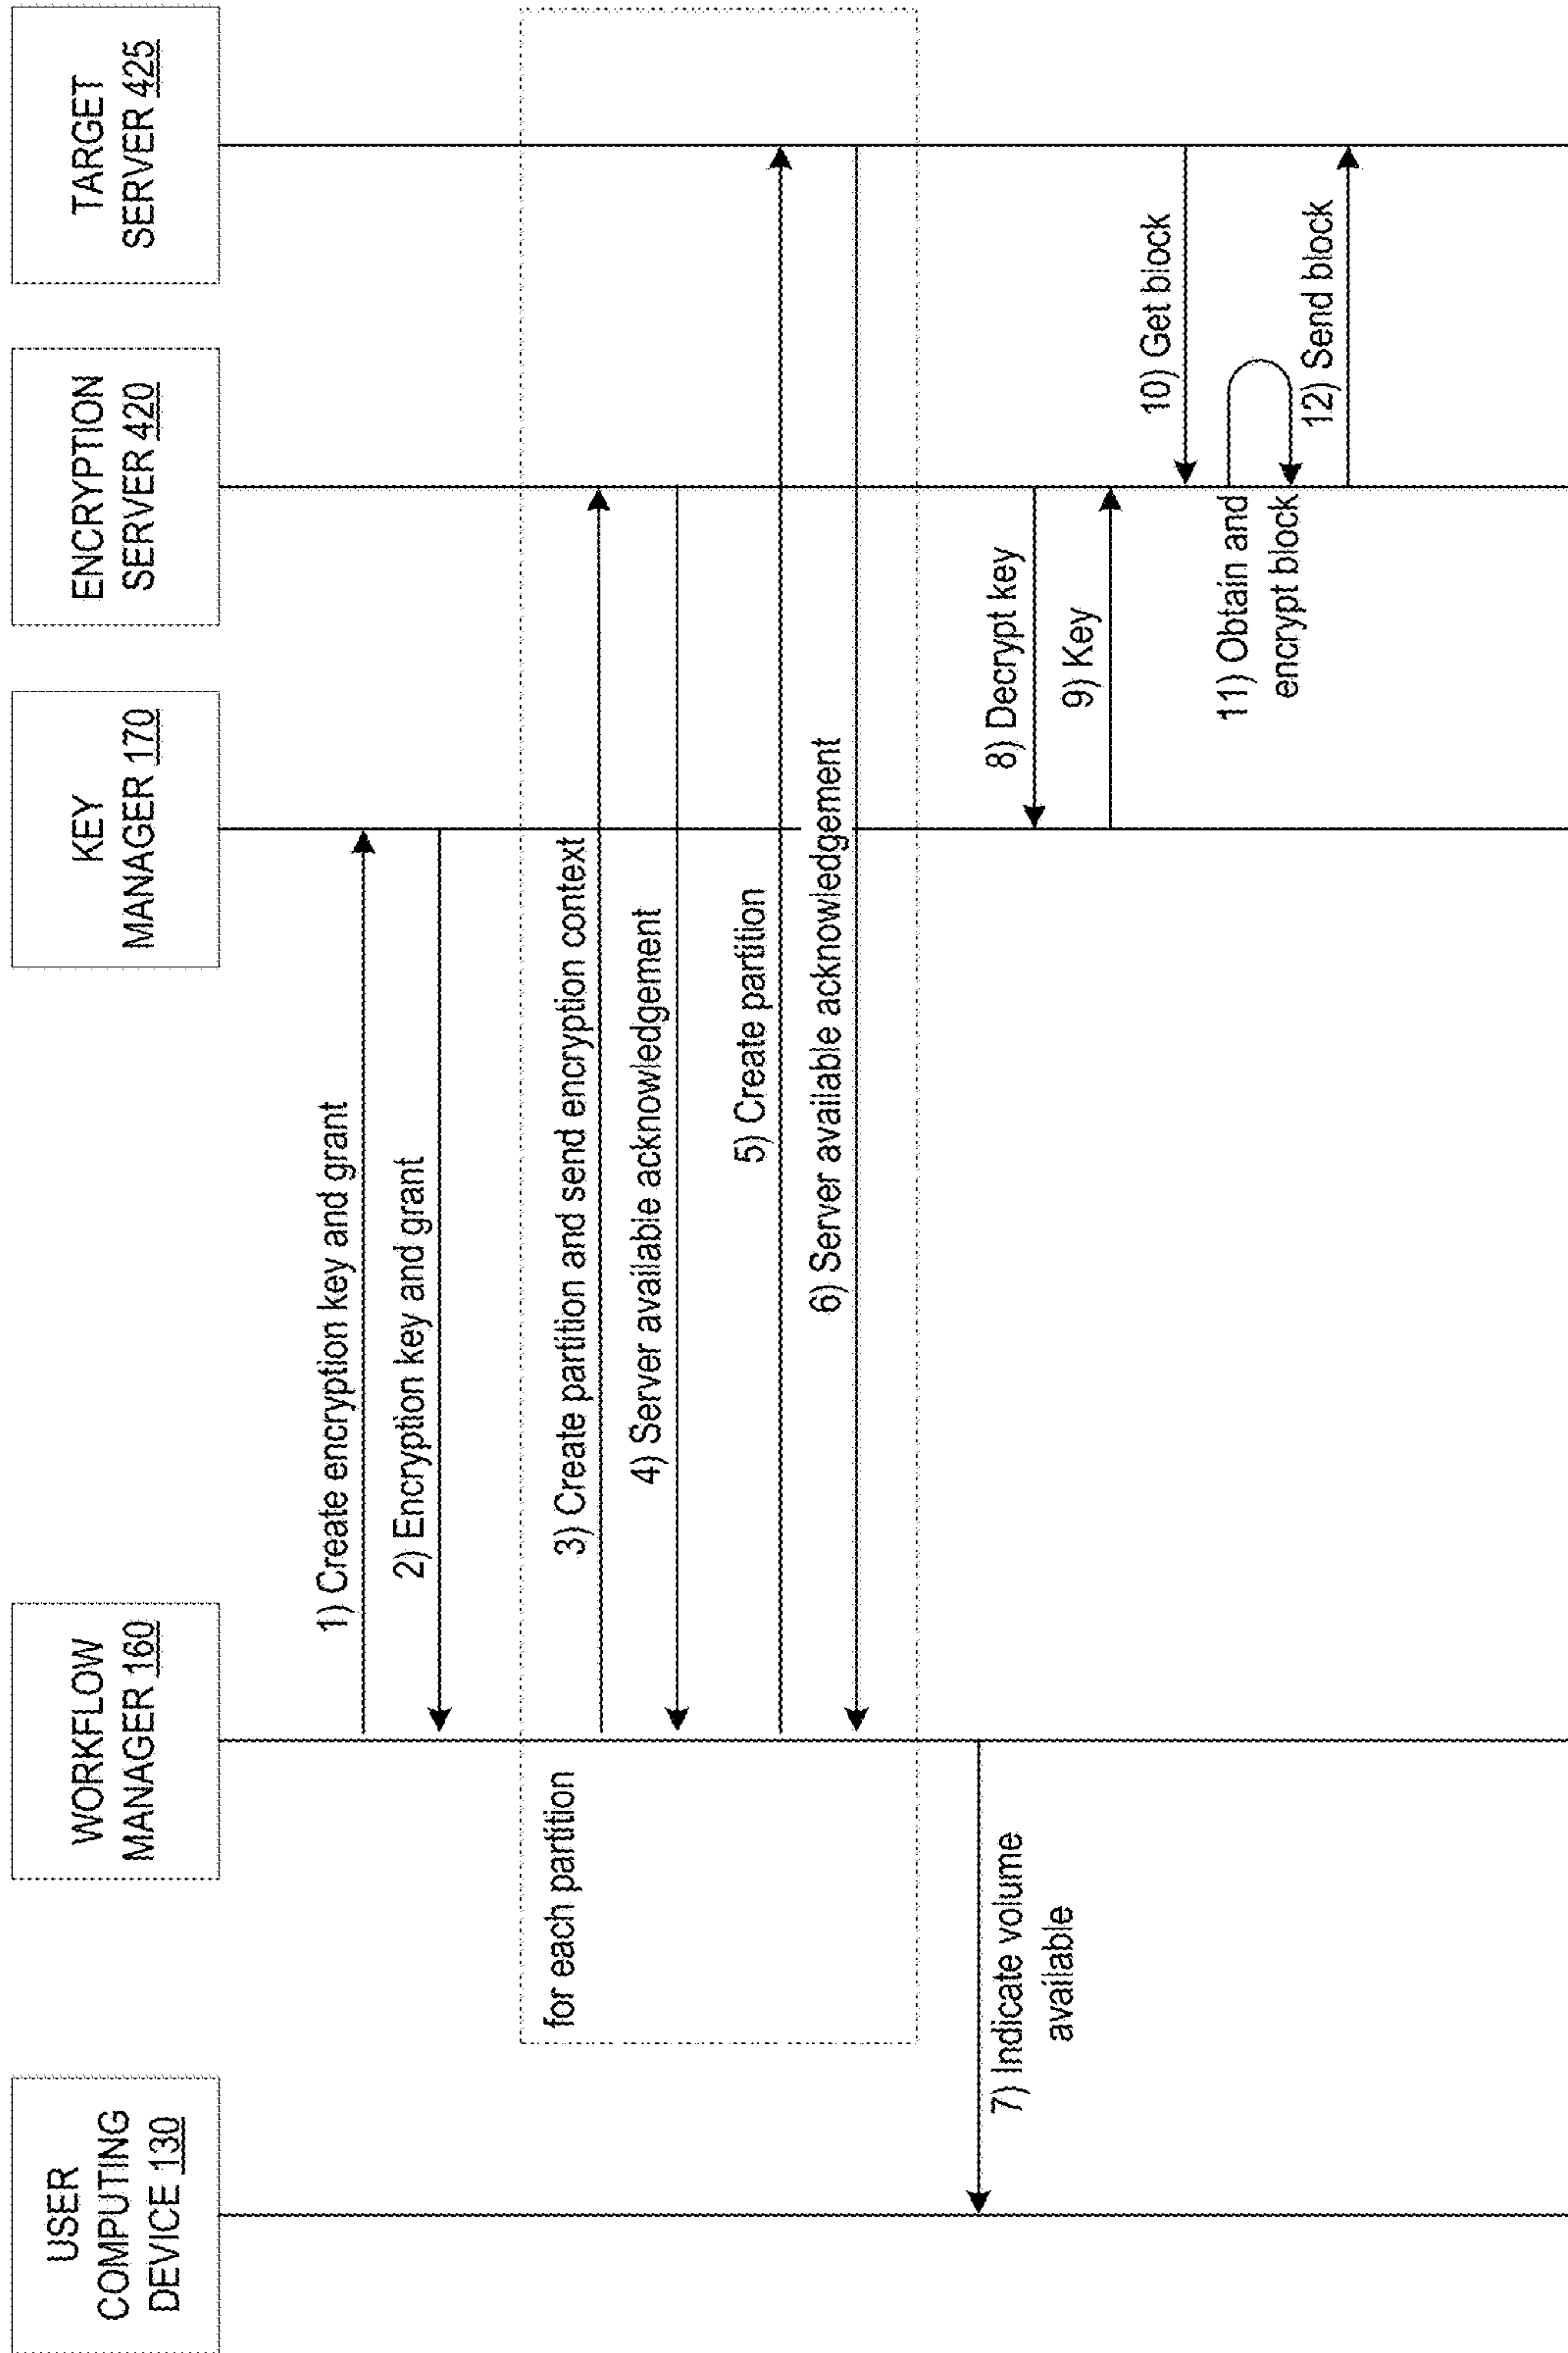 USER
COMPUTING
DEVICE 130
WORKFLOW
MANAGER 160
KEY
MANAGER 170
ENCRYPTION
SERVER 420
TARGET
SERVER 425
1) Create encryption key and grant
2) Encryption key and grant
for each partition
3) Create partition and send encryption context
4) Server available acknowledgement
5) Create partition
6) Server available acknowledgement
7) Indicate volume
available
8) Decrypt key
9) Key
10) Get block
11) Obtain and
encrypt block
12) Send block